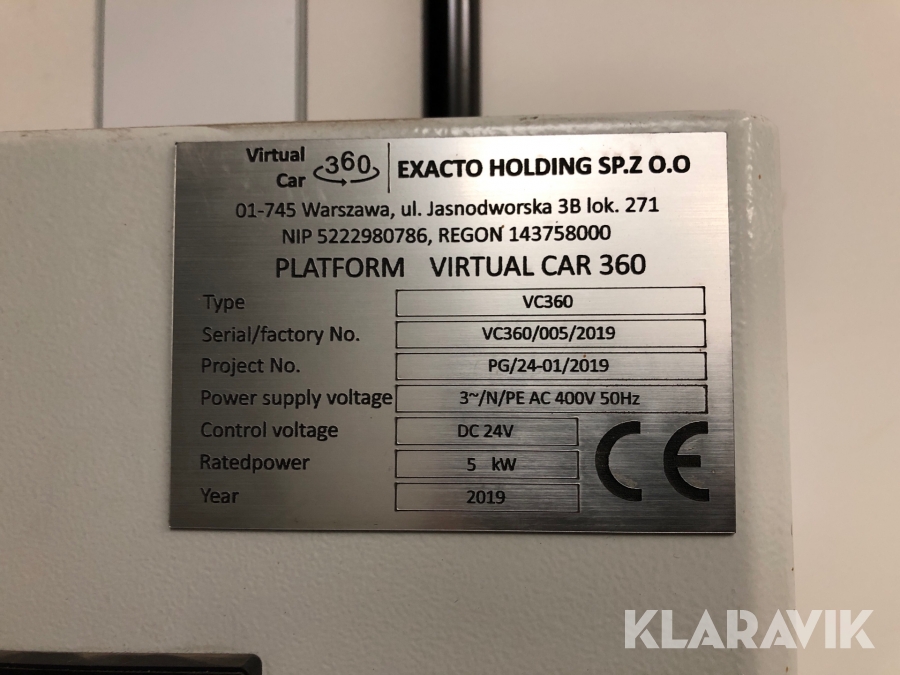 Virtual Car 360 EXACTO HOLDING SP.Z O.O
01-745 Warszawa, ul. Jasnodworska 3B lok. 271
NIP 5222980786, REGON 143758000
PLATFORM VIRTUAL CAR 360
Type VC360
Serial/factory No. VC360/005/2019
Project No. PG/24-01/2019
Power supply voltage 3~/N/PE AC 400V 50Hz
Control voltage DC 24V
Ratedpower 5 kW
Year 2019
CE
KLARAVIK